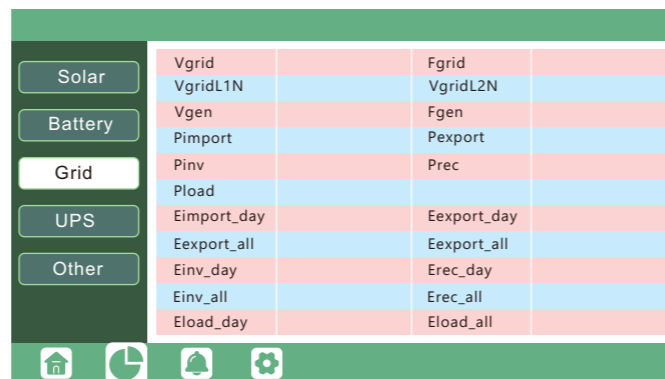 Solar
Battery
Grid
UPS
Other
Vgrid Fgrid
VgridL1N VgridL2N
Vgen Fgen
Pimport Pexport
Pinv Prec
Pload
Eimport_day Eexport_day
Eexport_all Eexport_all
Einv_day Erec_day
Einv_all Erec_all
Eload_day Eload_all